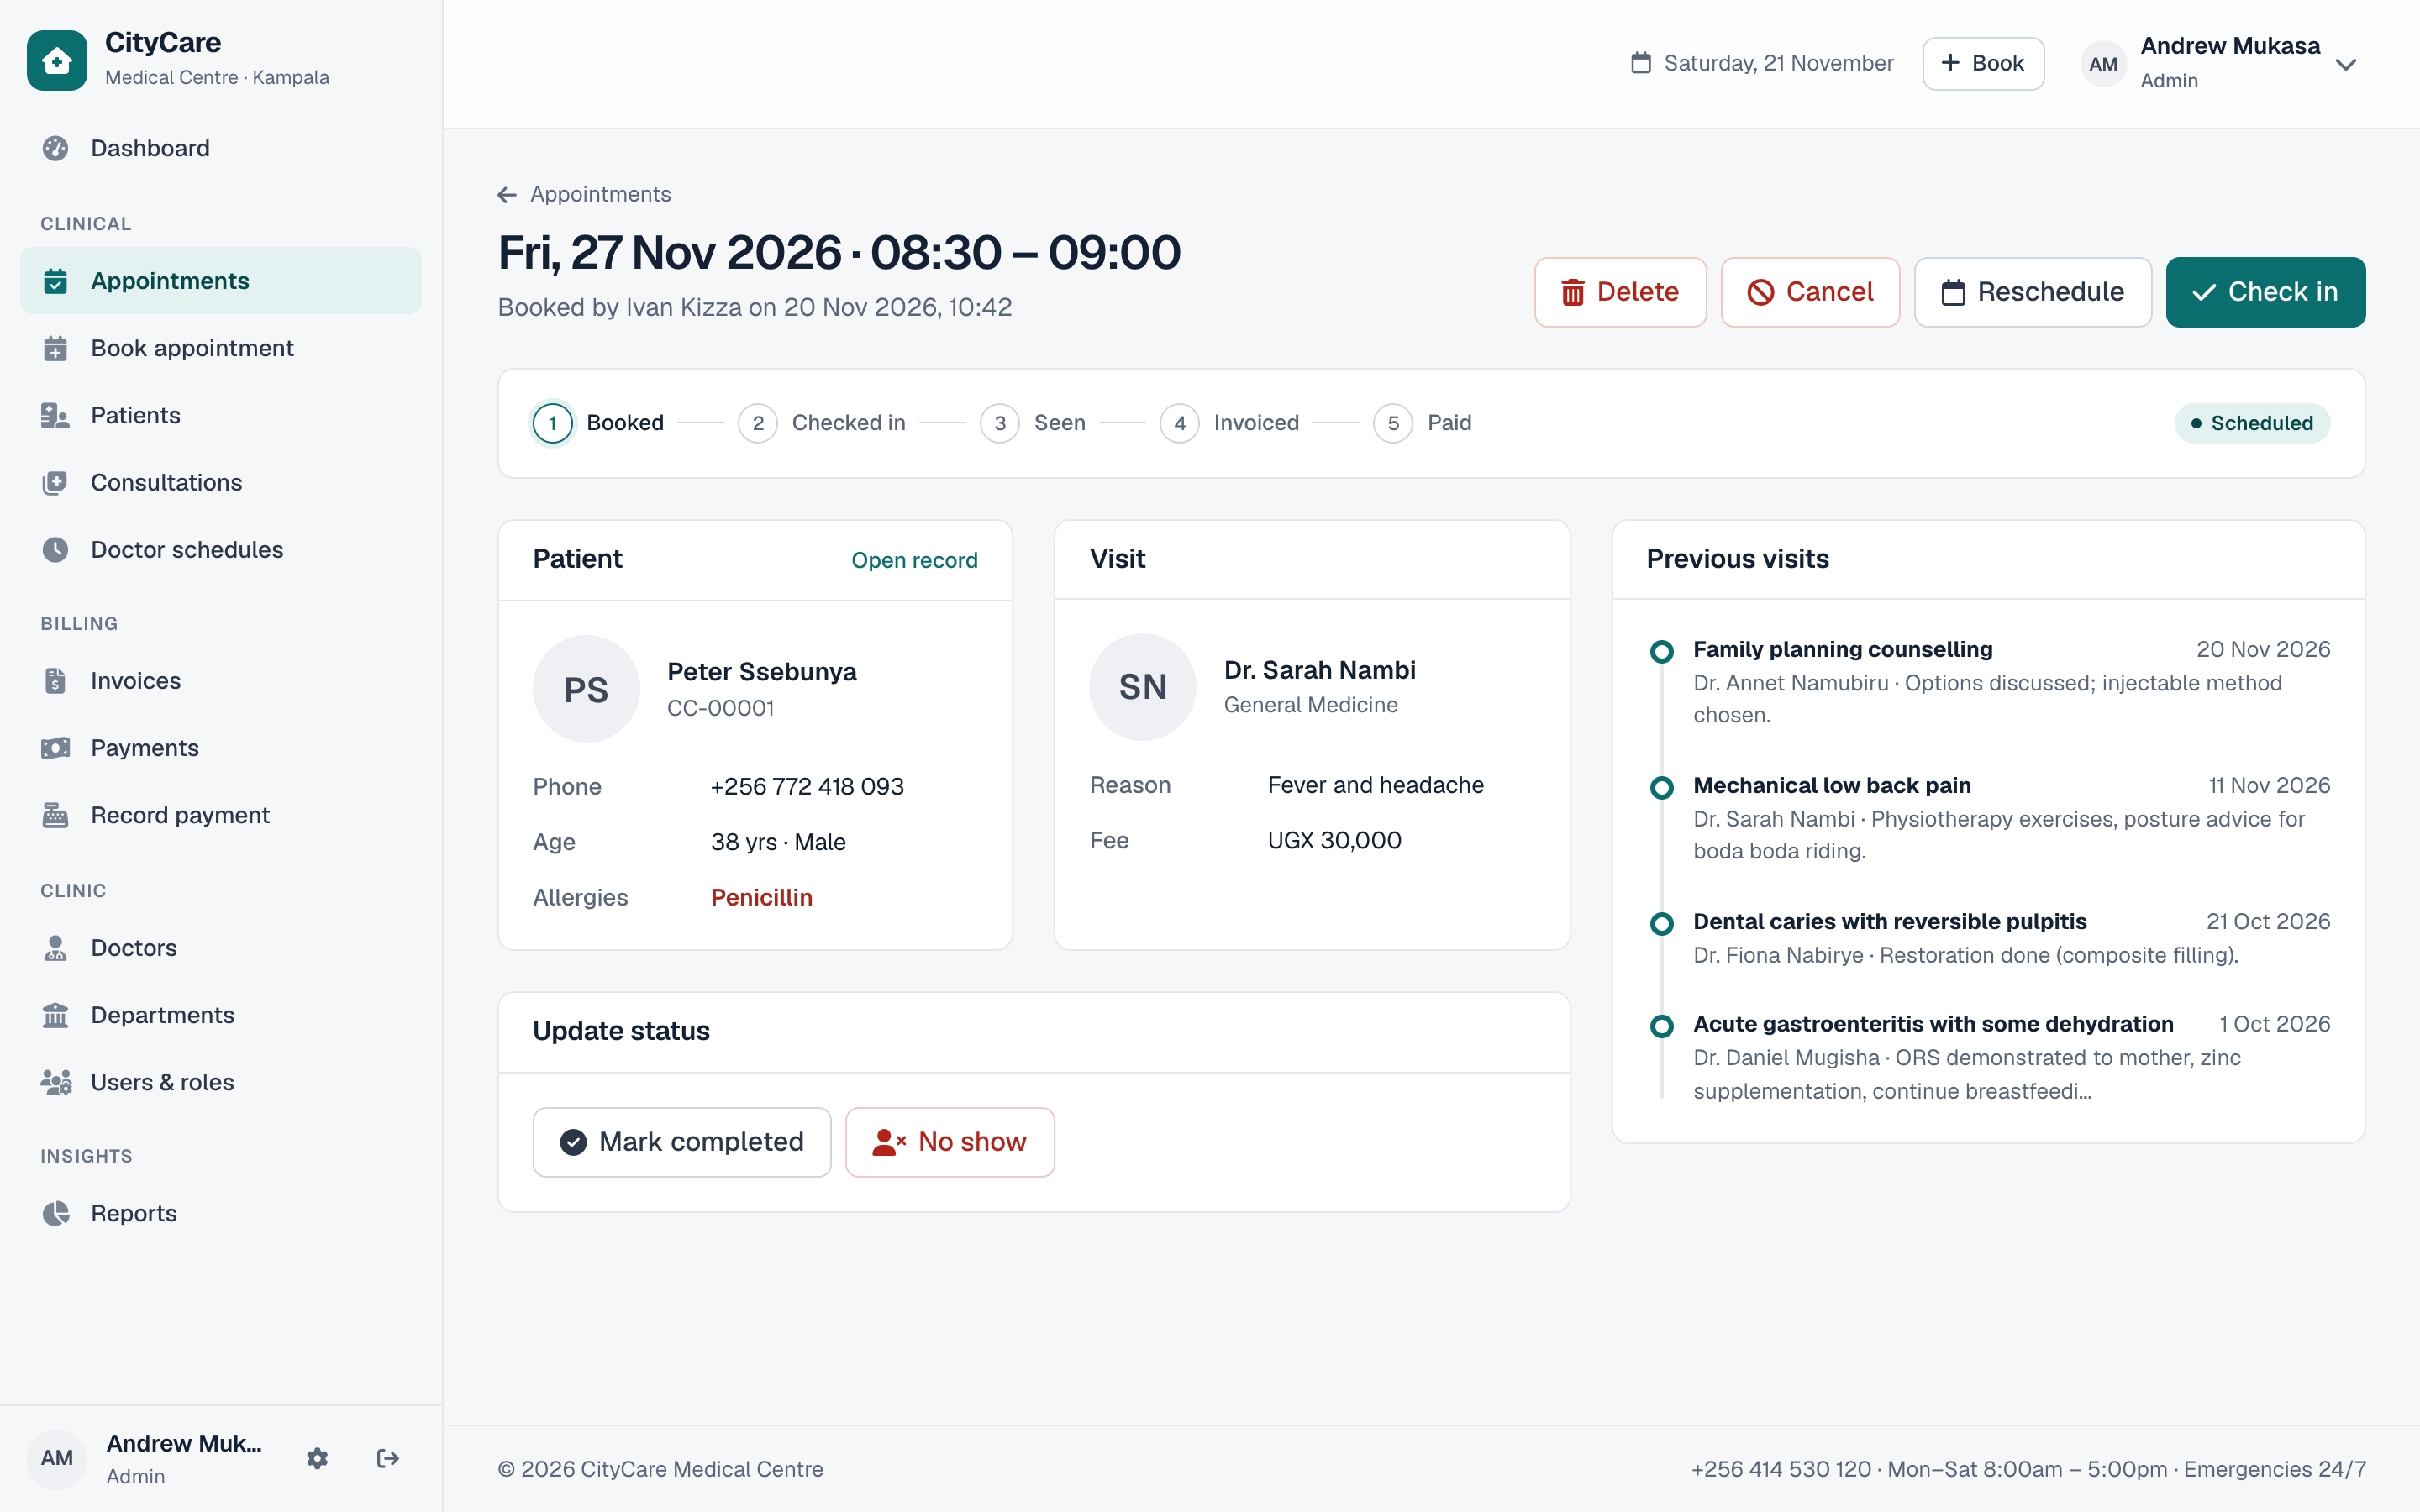 CityCare
Medical Centre · Kampala
Dashboard
CLINICAL
Appointments
Book appointment
Patients
Consultations
Doctor schedules
BILLING
Invoices
Payments
Record payment
CLINIC
Doctors
Departments
Users & roles
INSIGHTS
Reports
AM
Andrew Muk...
Admin
Saturday, 21 November
+ Book
AM
Andrew Mukasa
Admin
← Appointments
Fri, 27 Nov 2026 · 08:30 – 09:00
Booked by Ivan Kizza on 20 Nov 2026, 10:42
Delete
Cancel
Reschedule
Check in
1 Booked
2 Checked in
3 Seen
4 Invoiced
5 Paid
Scheduled
Patient
Open record
PS
Peter Ssebunya
CC-00001
Phone +256 772 418 093
Age 38 yrs · Male
Allergies Penicillin
Visit
SN
Dr. Sarah Nambi
General Medicine
Reason Fever and headache
Fee UGX 30,000
Update status
Mark completed
No show
Previous visits
Family planning counselling 20 Nov 2026
Dr. Annet Namubiru · Options discussed; injectable method
chosen.
Mechanical low back pain 11 Nov 2026
Dr. Sarah Nambi · Physiotherapy exercises, posture advice for
boda boda riding.
Dental caries with reversible pulpitis 21 Oct 2026
Dr. Fiona Nabirye · Restoration done (composite filling).
Acute gastroenteritis with some dehydration 1 Oct 2026
Dr. Daniel Mugisha · ORS demonstrated to mother, zinc
supplementation, continue breastfeedi...
© 2026 CityCare Medical Centre
+256 414 530 120 · Mon–Sat 8:00am – 5:00pm · Emergencies 24/7